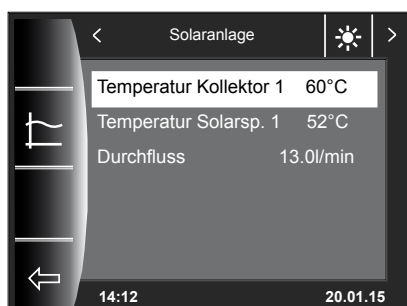 Solaranlage
Temperatur Kollektor 1 60°C
Temperatur Solarsp. 1 52°C
Durchfluss 13.0l/min
14:12 20.01.15